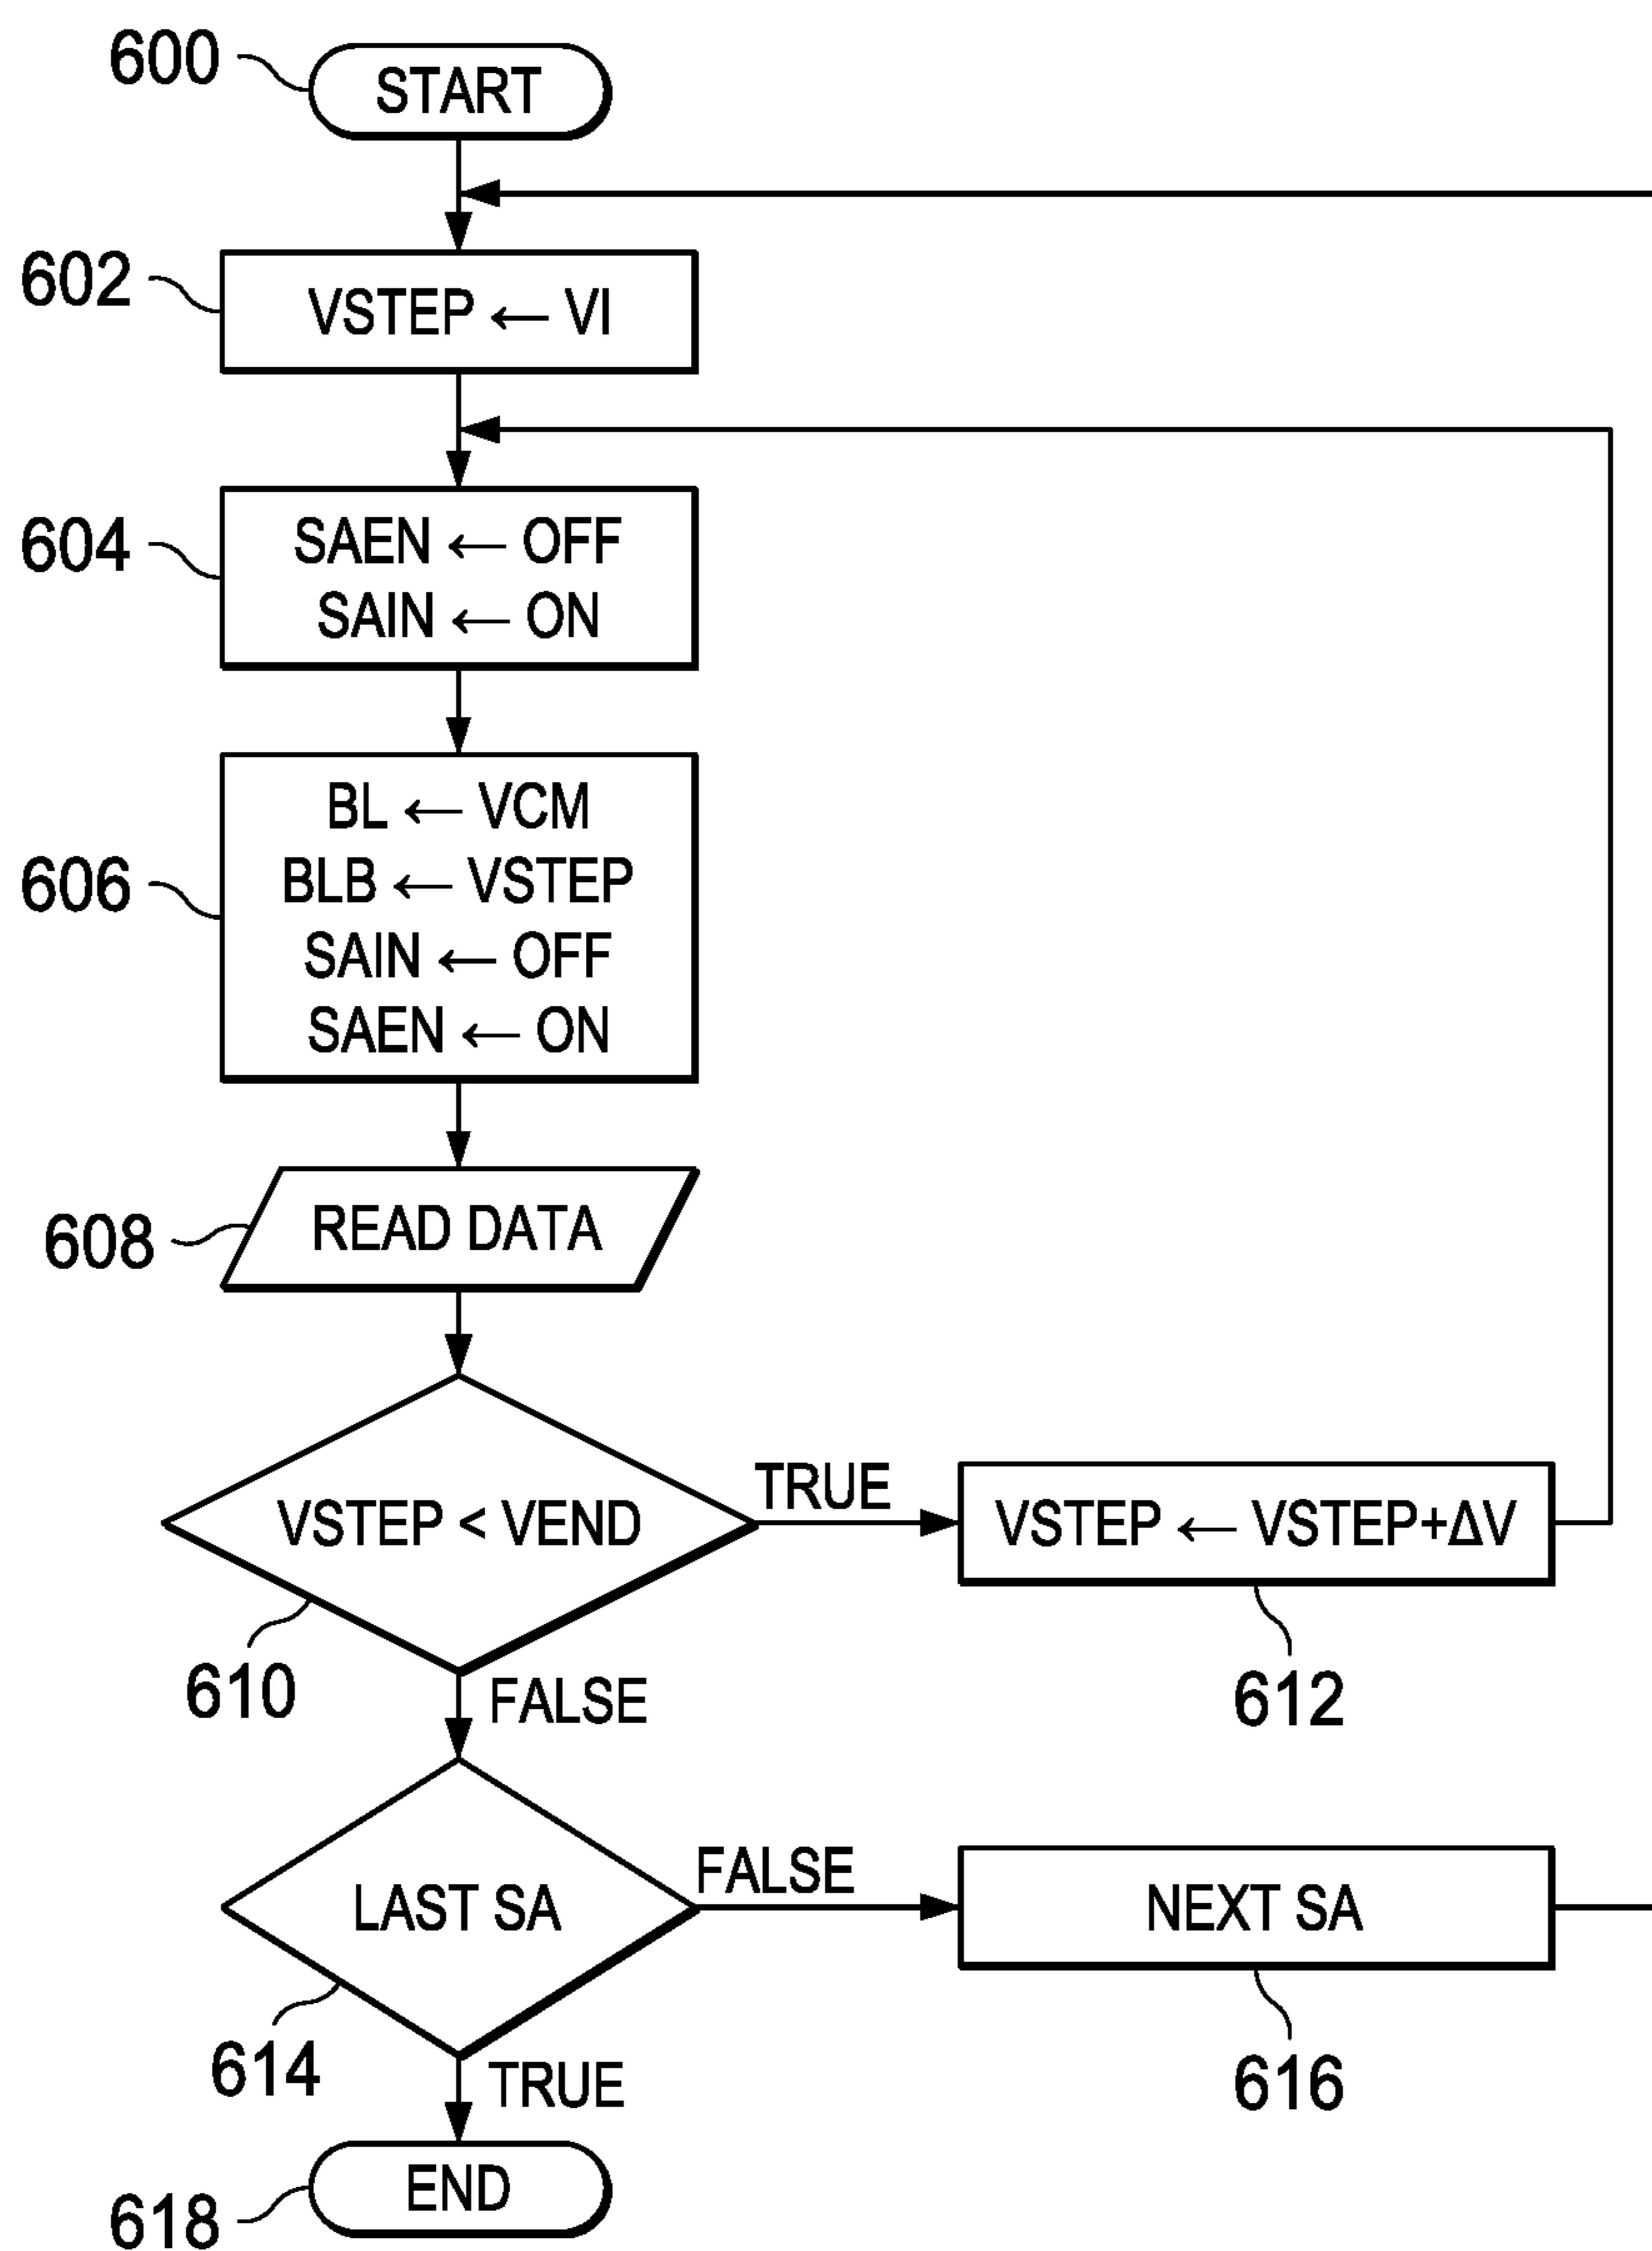 600
START
602
VSTEP ← VI
604
SAEN ← OFF
SAIN ← ON
606
BL ← VCM
BLB ← VSTEP
SAIN ← OFF
SAEN ← ON
608
READ DATA
VSTEP < VEND
TRUE
VSTEP ← VSTEP+ΔV
610
FALSE
612
LAST SA
FALSE
NEXT SA
614
TRUE
616
END
618